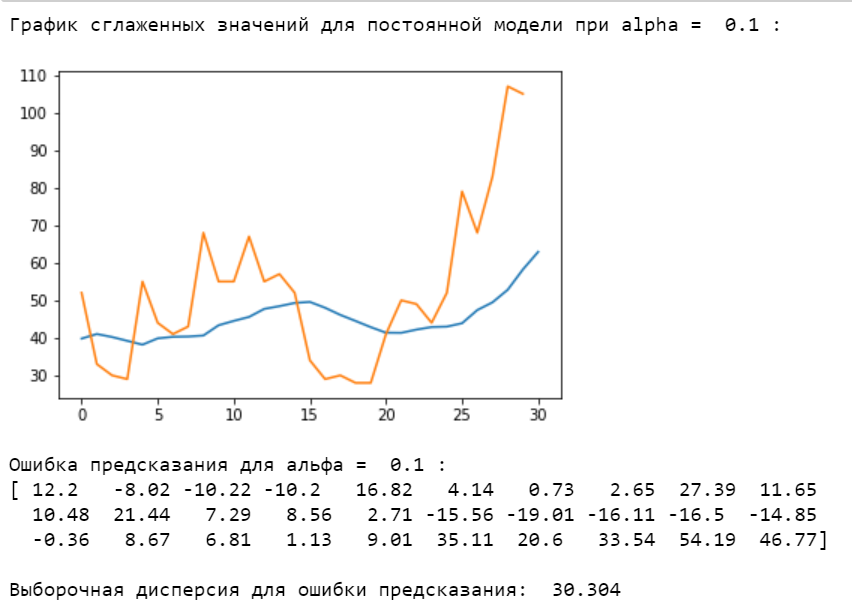 График сглаженных значений для постоянной модели при alpha =  0.1 :
110
100
90
80
70
60
50
40
30
0 5 10 15 20 25 30
Ошибка предсказания для альфа =  0.1 :
[ 12.2   -8.02 -10.22 -10.2   16.82   4.14   0.73   2.65  27.39  11.65
10.48  21.44   7.29   8.56   2.71 -15.56 -19.01 -16.11 -16.5  -14.85
-0.36   8.67   6.81   1.13   9.01  35.11  20.6   33.54  54.19  46.77]
Выборочная дисперсия для ошибки предсказания:  30.304